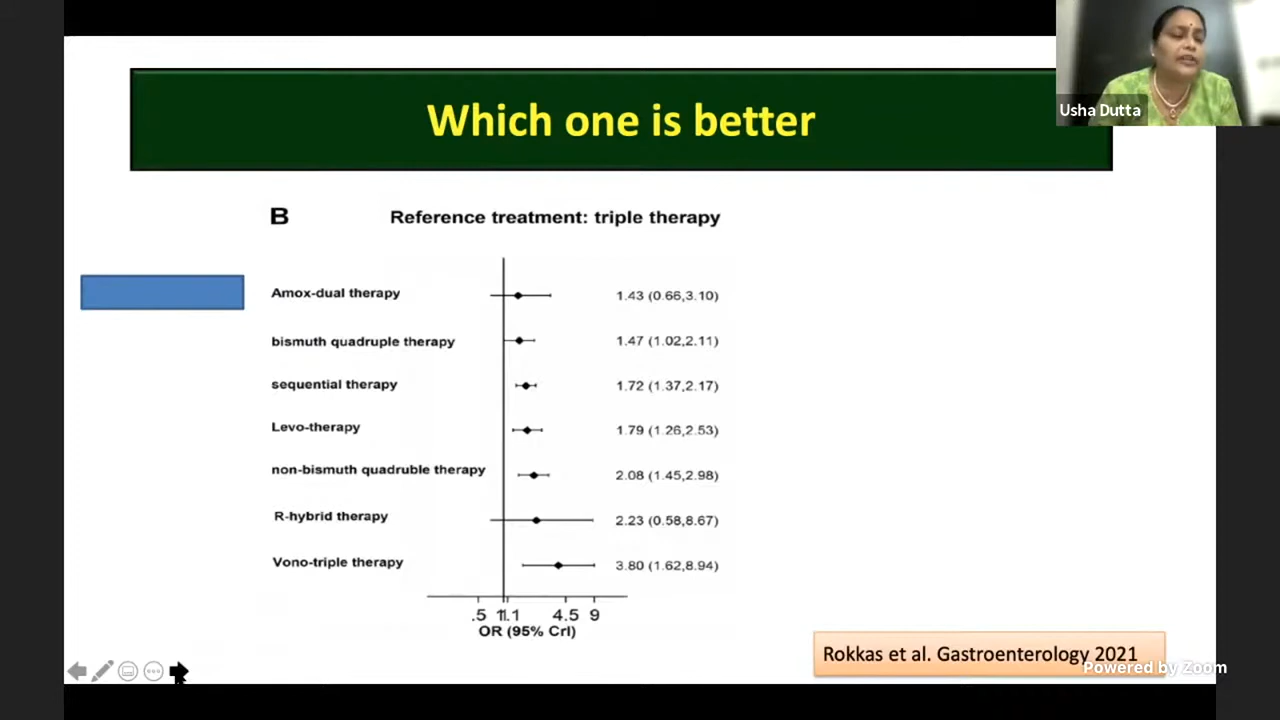 Which one is better
Usha Dutta
B Reference treatment: triple therapy
Amox-dual therapy 1.43 (0.66,3.10)
bismuth quadruple therapy 1.47 (1.02,2.11)
sequential therapy 1.72 (1.37,2.17)
Levo-therapy 1.79 (1.26,2.53)
non-bismuth quadruble therapy 2.08 (1.45,2.98)
R-hybrid therapy 2.23 (0.58,8.67)
Vono-triple therapy 3.80 (1.62,8.94)
.5 11.1 4.5 9
OR (95% CrI)
Rokkas et al. Gastroenterology 2021
Powered by Zoom